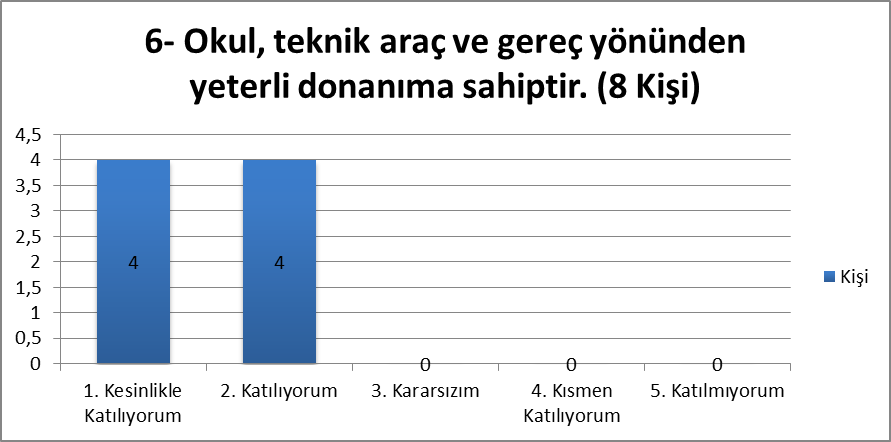 6- Okul, teknik araç ve gereç yönünden
yeterli donanıma sahiptir. (8 Kişi)
4,5
4
3,5
3
2,5
2
1,5
1
0,5
0
4
4
0
0
0
1. Kesinlikle
Katılıyorum
2. Katılıyorum
3. Kararsızım
4. Kısmen
Katılıyorum
5. Katılmıyorum
Kişi